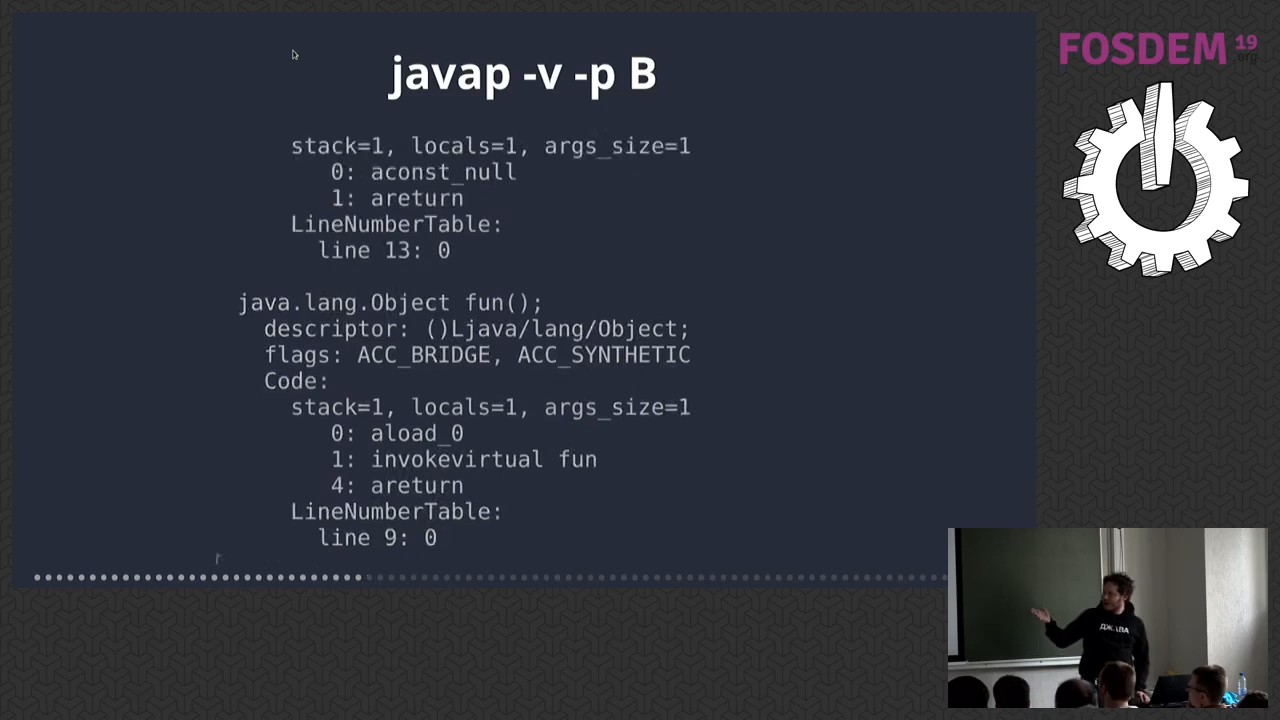 javap -v -p B
stack=1, locals=1, args_size=1
0: aconst_null
1: areturn
LineNumberTable:
line 13: 0
java.lang.Object fun();
descriptor: ()Ljava/lang/Object;
flags: ACC_BRIDGE, ACC_SYNTHETIC
Code:
stack=1, locals=1, args_size=1
0: aload_0
1: invokevirtual fun
4: areturn
LineNumberTable:
line 9: 0
FOSDEM 19
.org
ДЖАВА